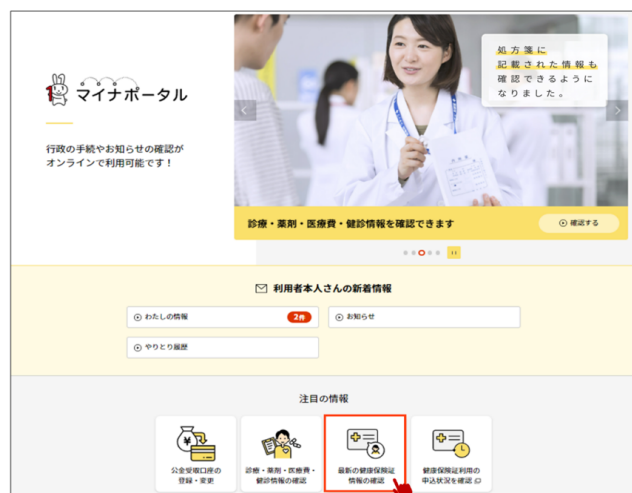 マイナポータル
行政の手続やお知らせの確認が
オンラインで利用可能です！
処方箋に
記載された情報も
確認できるように
なりました。
診療・薬剤・医療費・健診情報を確認できます
確認する
利用者本人さんの新着情報
わたしの情報
2件
お知らせ
やりとり履歴
注目の情報
公金受取口座の
登録・変更
診療・薬剤・医療費・
健診情報の確認
最新の健康保険証
情報の確認
健康保険証利用の
申込状況を確認